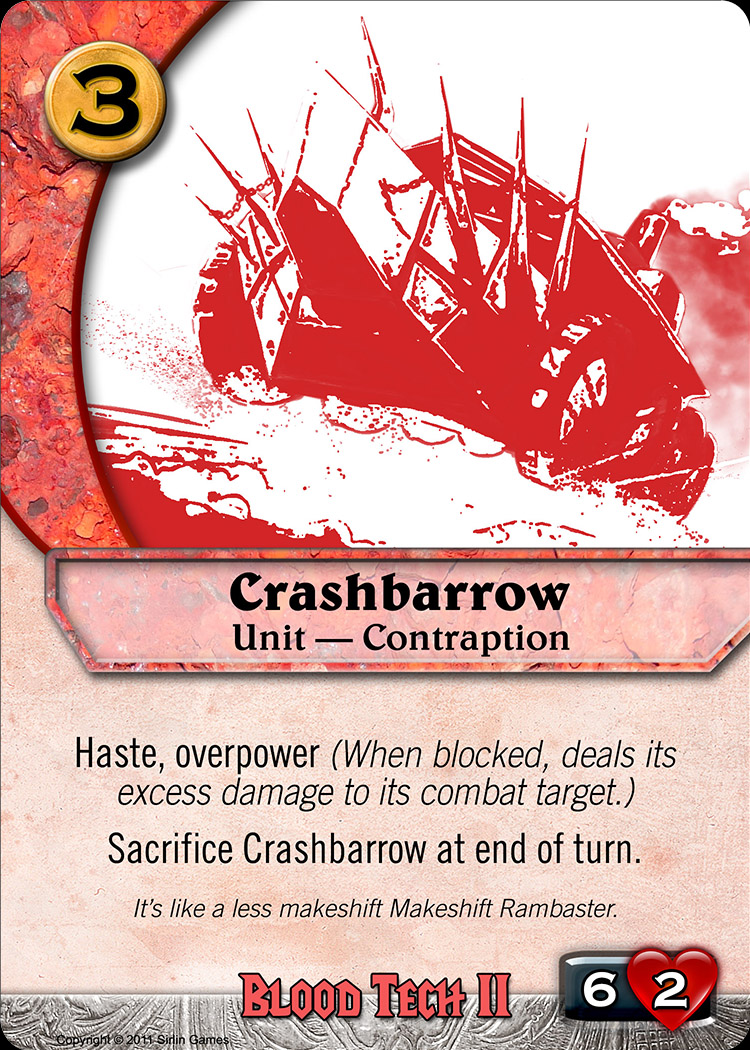 3
Crashbarrow
Unit — Contraption
Haste, overpower (When blocked, deals its
excess damage to its combat target.)
Sacrifice Crashbarrow at end of turn.
It's like a less makeshift Makeshift Rambaster.
Blood Tech II
6 2
Copyright © 2011 Sirlin Games